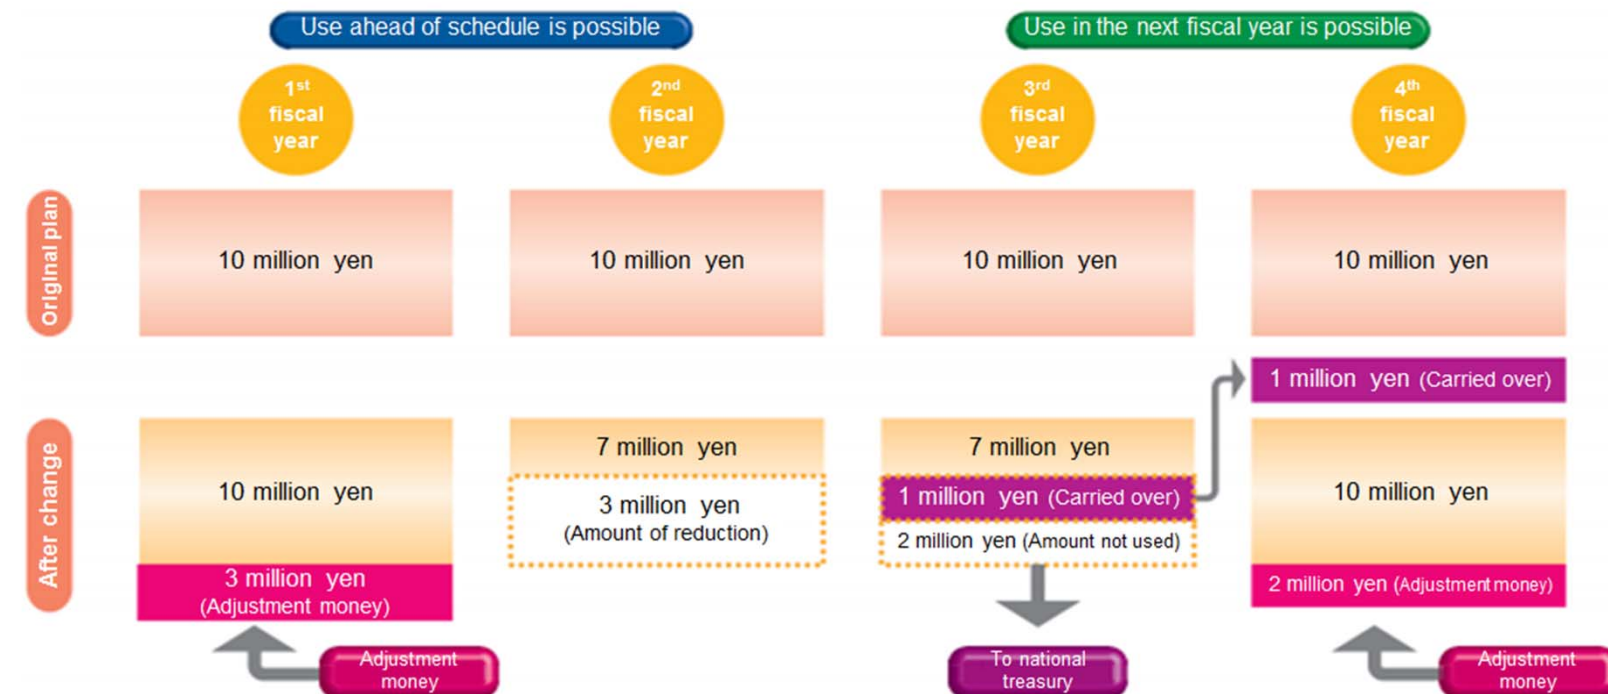 Use ahead of schedule is possible
Use in the next fiscal year is possible
1st
fiscal
year
2nd
fiscal
year
3rd
fiscal
year
4th
fiscal
year
Original plan
10 million yen
10 million yen
10 million yen
10 million yen
1 million yen (Carried over)
After change
10 million yen
3 million yen
(Adjustment money)
7 million yen
3 million yen
(Amount of reduction)
7 million yen
1 million yen (Carried over)
2 million yen (Amount not used)
10 million yen
2 million yen (Adjustment money)
Adjustment
money
To national
treasury
Adjustment
money